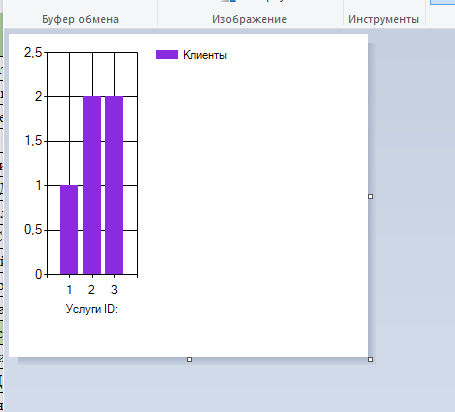 Буфер обмена
Изображение
Инструменты
2,5
2
1,5
1
0,5
0
Клиенты
1 2 3
Услуги ID: